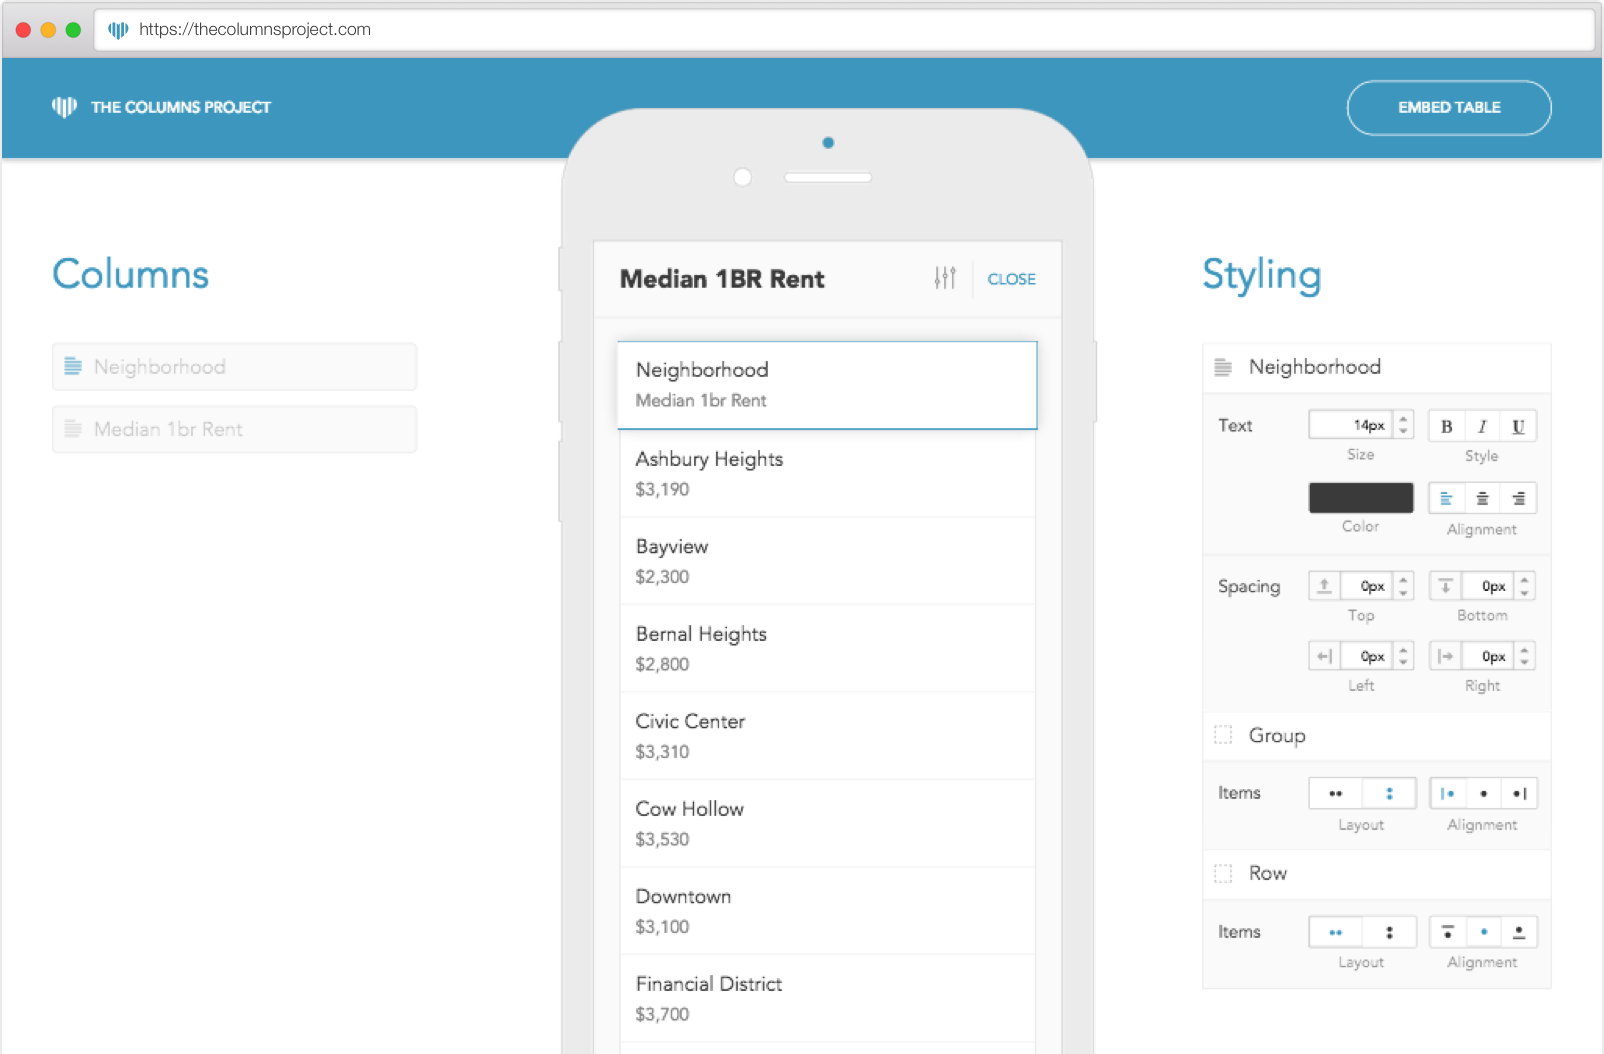 https://thecolumnsproject.com
THE COLUMNS PROJECT
EMBED TABLE
Columns
Neighborhood
Median 1br Rent
Median 1BR Rent
CLOSE
Neighborhood
Median 1br Rent
Ashbury Heights
$3,190
Bayview
$2,300
Bernal Heights
$2,800
Civic Center
$3,310
Cow Hollow
$3,530
Downtown
$3,100
Financial District
$3,700
Styling
Neighborhood
Text
14px
B I U
Size
Style
Color
Alignment
Spacing
0px
0px
Top
Bottom
0px
0px
Left
Right
Group
Items
Layout
Alignment
Row
Items
Layout
Alignment